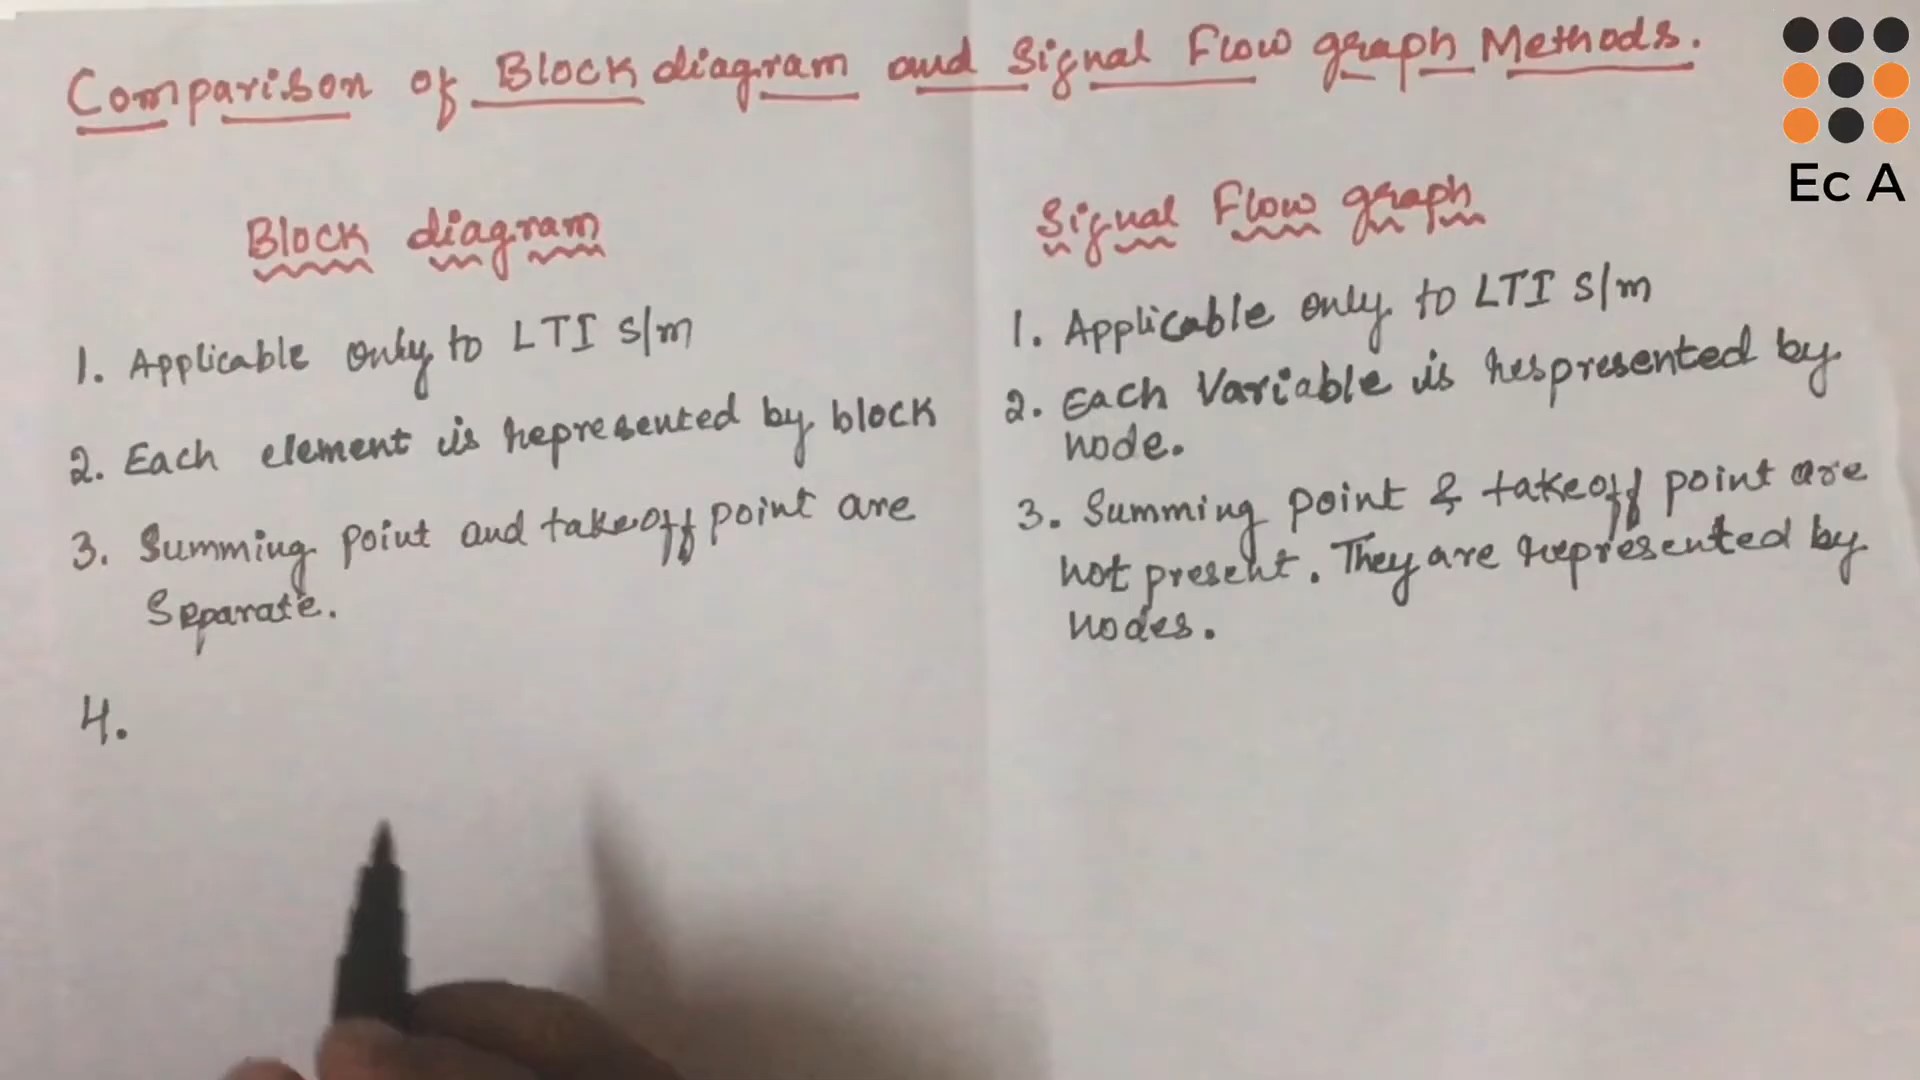 Comparison of Block diagram and Signal Flow graph Methods.
Ec A
Block diagram
1. Applicable only to LTI S/m
2. Each element is represented by block
3. Summing point and takeoff point are
Separate.
4.
Signal Flow graph
1. Applicable only to LTI S/m
2. Each Variable is respresented by
node.
3. Summing point & takeoff point are
not present. They are represented by
nodes.